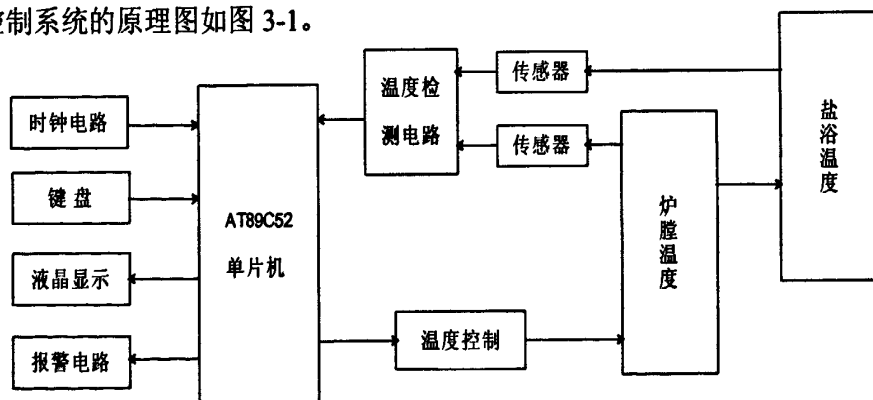 控制系统的原理图如图 3-1。
时钟电路
键盘
液晶显示
报警电路
AT89C52
单片机
温度检
测电路
传感器
传感器
温度控制
炉膛温度
盐浴温度